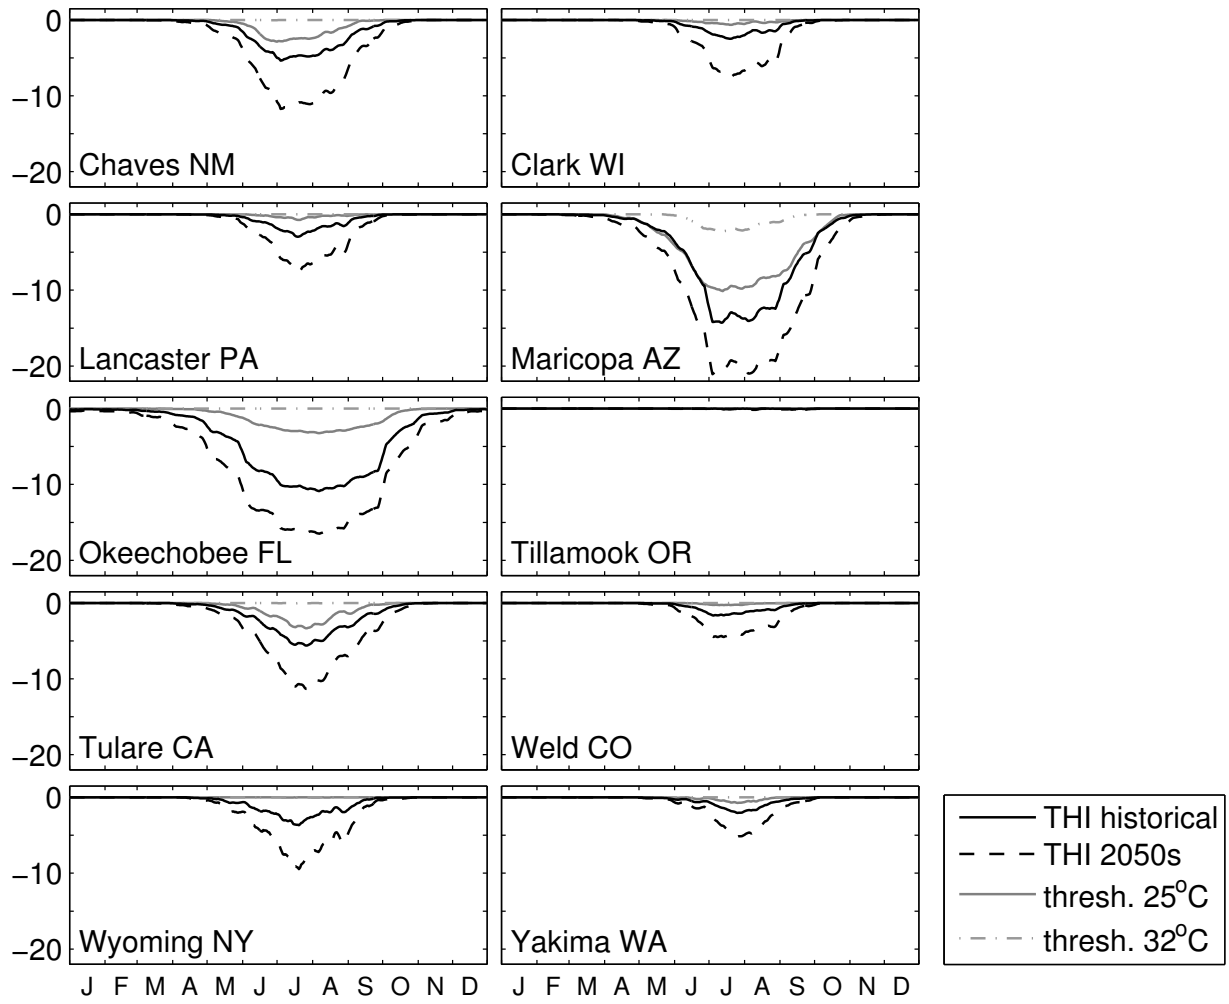 0
−10
−20
Chaves NM
Clark WI
0
−10
−20
Lancaster PA
Maricopa AZ
0
−10
−20
Okeechobee FL
Tillamook OR
0
−10
−20
Tulare CA
Weld CO
0
−10
−20
Wyoming NY
Yakima WA
J F M A M J J A S O N D
J F M A M J J A S O N D
THI historical
THI 2050s
thresh. 25°C
thresh. 32°C